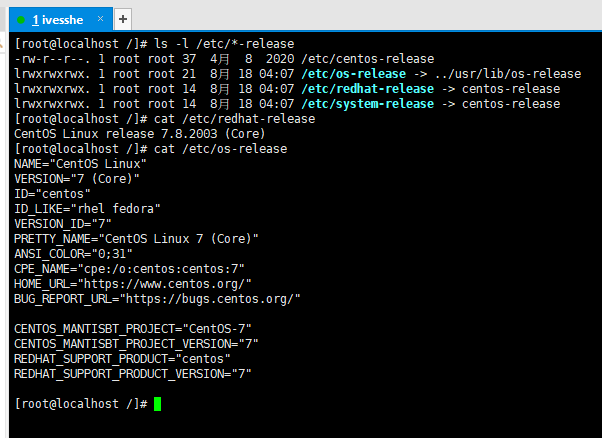 1 ivesshe × +
[root@localhost /]# ls -l /etc/*-release
-rw-r--r--. 1 root root 37 4月 8 2020 /etc/centos-release
lrwxrwxrwx. 1 root root 21 8月 18 04:07 /etc/os-release -> ../usr/lib/os-release
lrwxrwxrwx. 1 root root 14 8月 18 04:07 /etc/redhat-release -> centos-release
lrwxrwxrwx. 1 root root 14 8月 18 04:07 /etc/system-release -> centos-release
[root@localhost /]# cat /etc/redhat-release
CentOS Linux release 7.8.2003 (Core)
[root@localhost /]# cat /etc/os-release
NAME="CentOS Linux"
VERSION="7 (Core)"
ID="centos"
ID_LIKE="rhel fedora"
VERSION_ID="7"
PRETTY_NAME="CentOS Linux 7 (Core)"
ANSI_COLOR="0;31"
CPE_NAME="cpe:/o:centos:centos:7"
HOME_URL="https://www.centos.org/"
BUG_REPORT_URL="https://bugs.centos.org/"

CENTOS_MANTISBT_PROJECT="CentOS-7"
CENTOS_MANTISBT_PROJECT_VERSION="7"
REDHAT_SUPPORT_PRODUCT="centos"
REDHAT_SUPPORT_PRODUCT_VERSION="7"

[root@localhost /]#